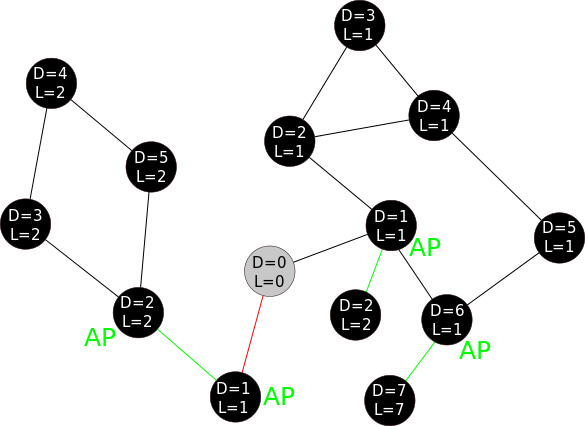 D=3
L=1
D=4
L=2
D=4
L=1
D=2
L=1
D=5
L=2
D=3
L=2
D=1
L=1
AP
D=5
L=1
D=0
L=0
D=2
L=2
AP
D=2
L=2
D=6
L=1
AP
D=1
L=1
AP
D=7
L=7